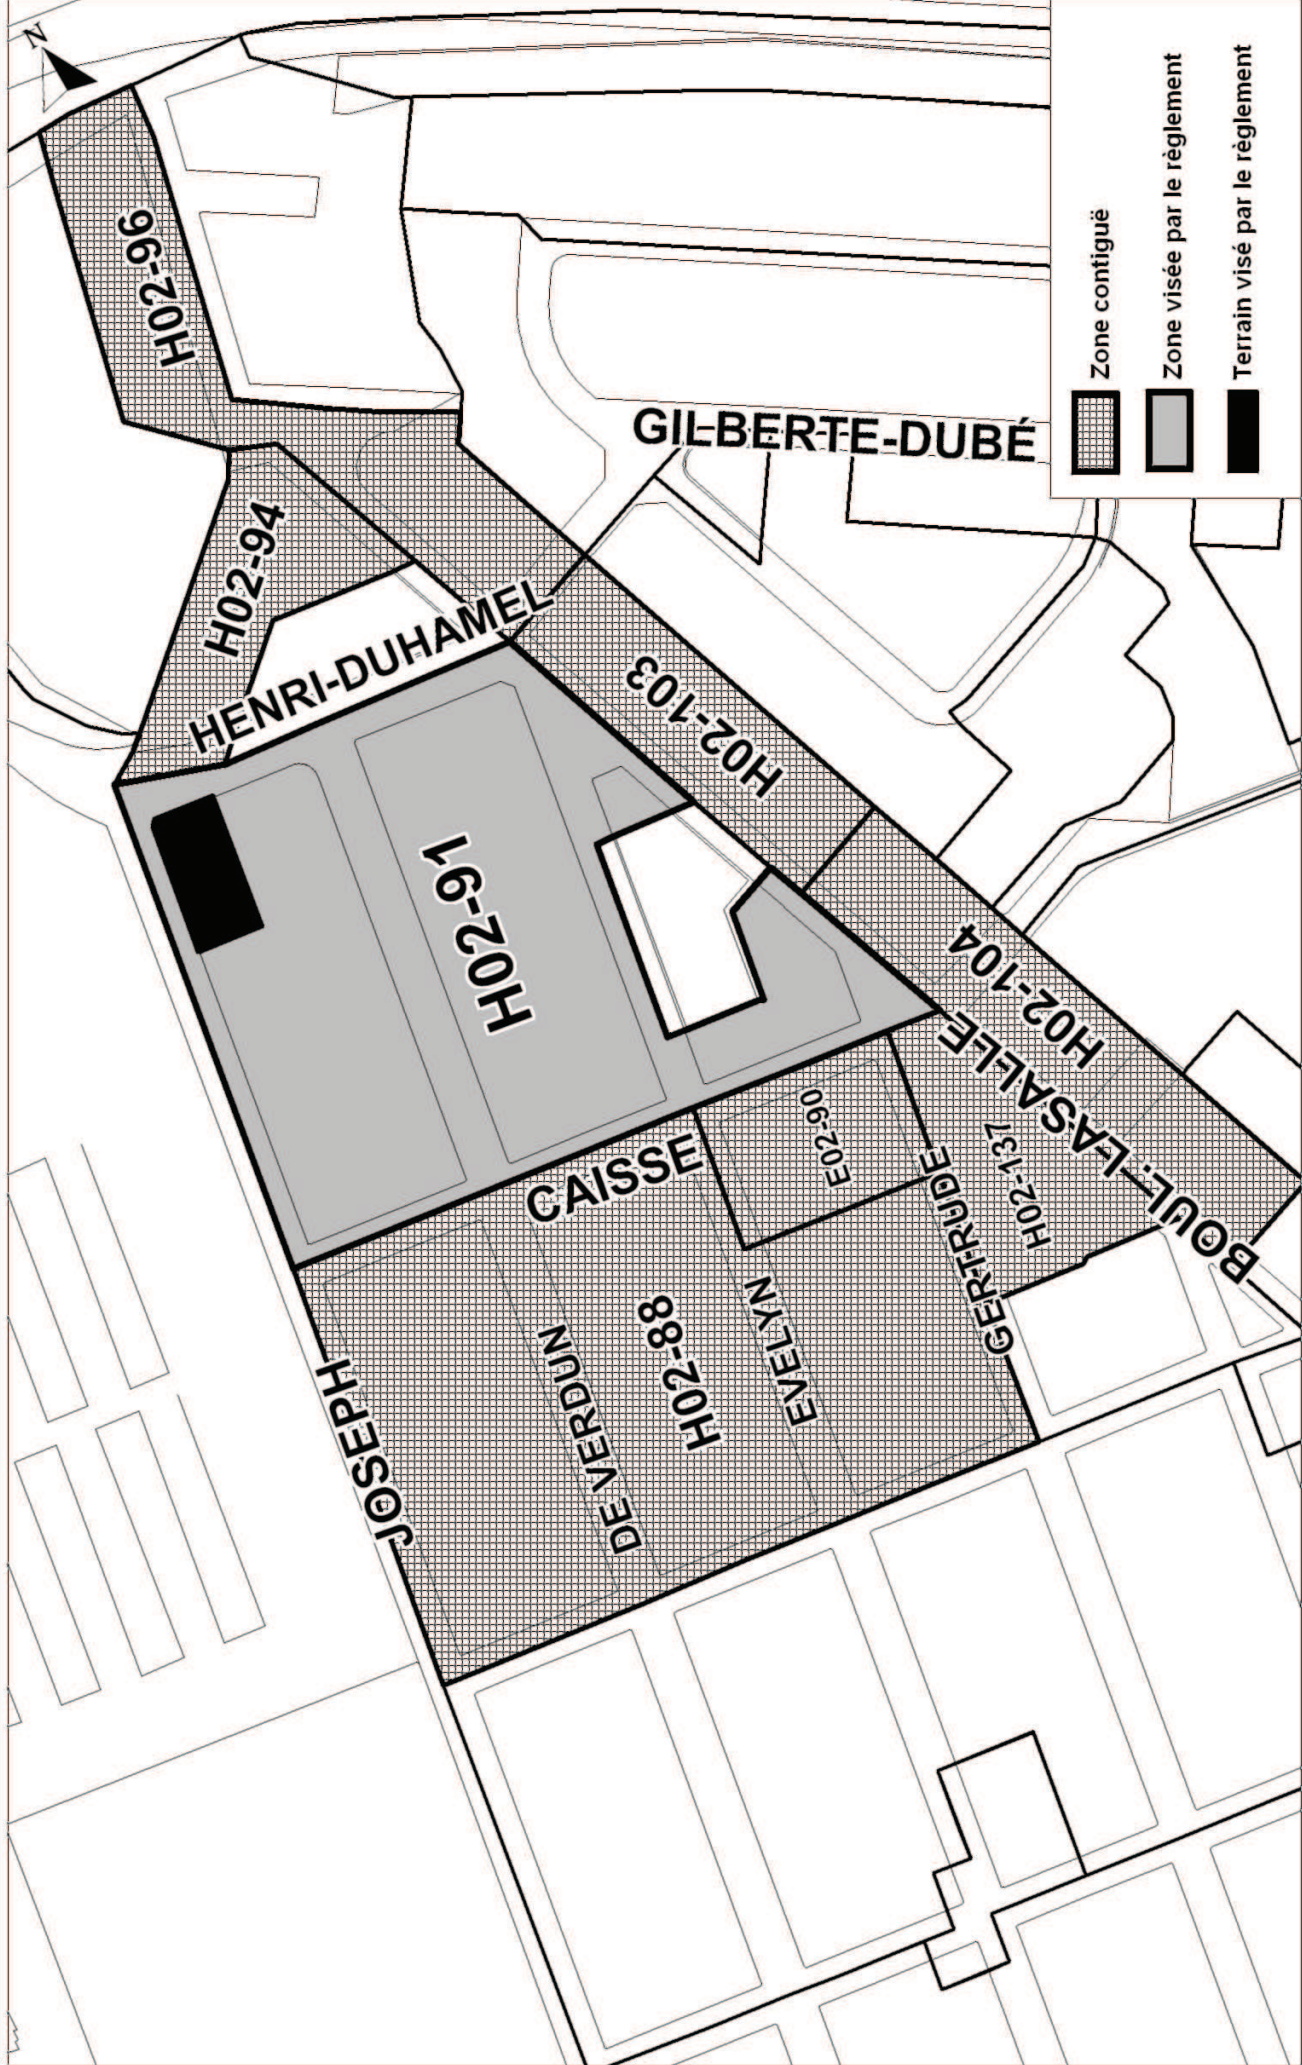 N
H02-96
H02-94
HENRI-DUHAMEL
GILBERTE-DUBÉ
H02-103
H02-91
H02-104
BOUL. LASALLE
CAISSE
E02-90
H02-137
GERTRUDE
EVELYN
H02-88
DE VERDUN
JOSEPH
Zone contiguë
Zone visée par le règlement
Terrain visé par le règlement